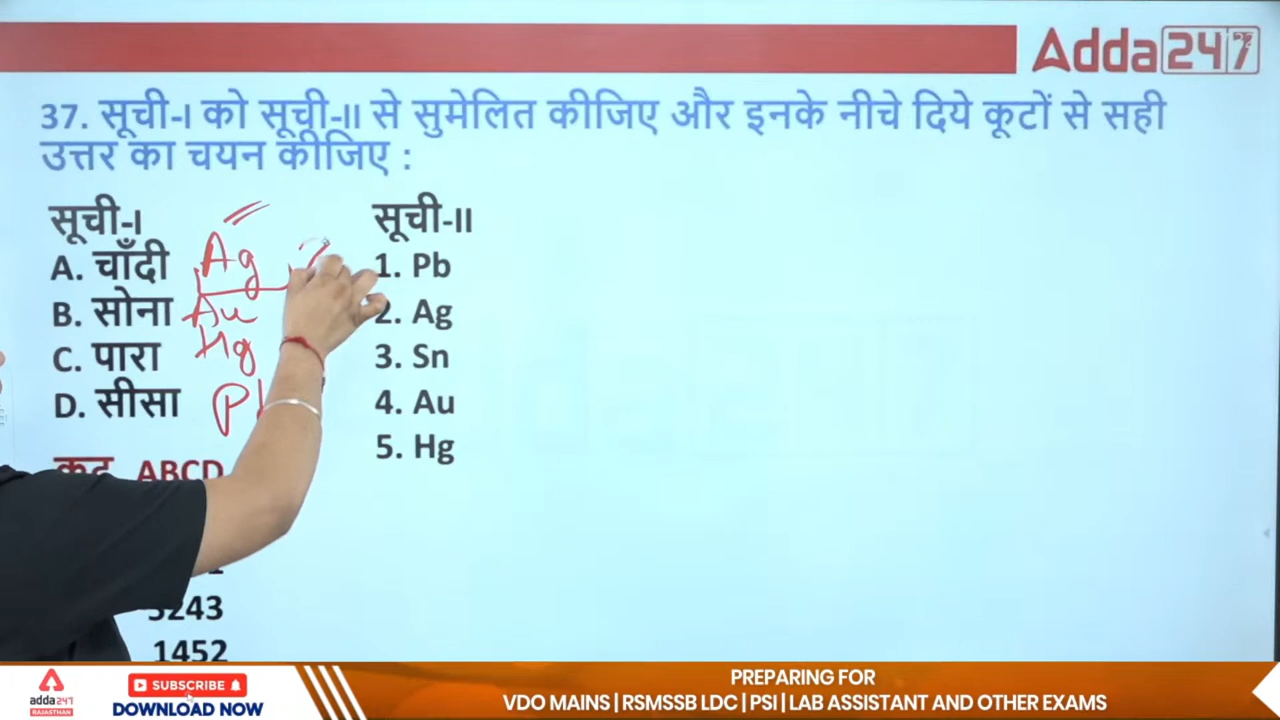 Adda247
37. सूची-I को सूची-II से सुमेलित कीजिए और इनके नीचे दिये कूटों से सही
उत्तर का चयन कीजिए :
सूची-I सूची-II
A. चाँदी Ag 1. Pb
B. सोना Au 2. Ag
C. पारा Hg 3. Sn
D. सीसा 4. Au
5. Hg
कूट ABCD
1452
adda247
RAJASTHAN
SUBSCRIBE
DOWNLOAD NOW
PREPARING FOR
VDO MAINS | RSMSSB LDC | PSI | LAB ASSISTANT AND OTHER EXAMS